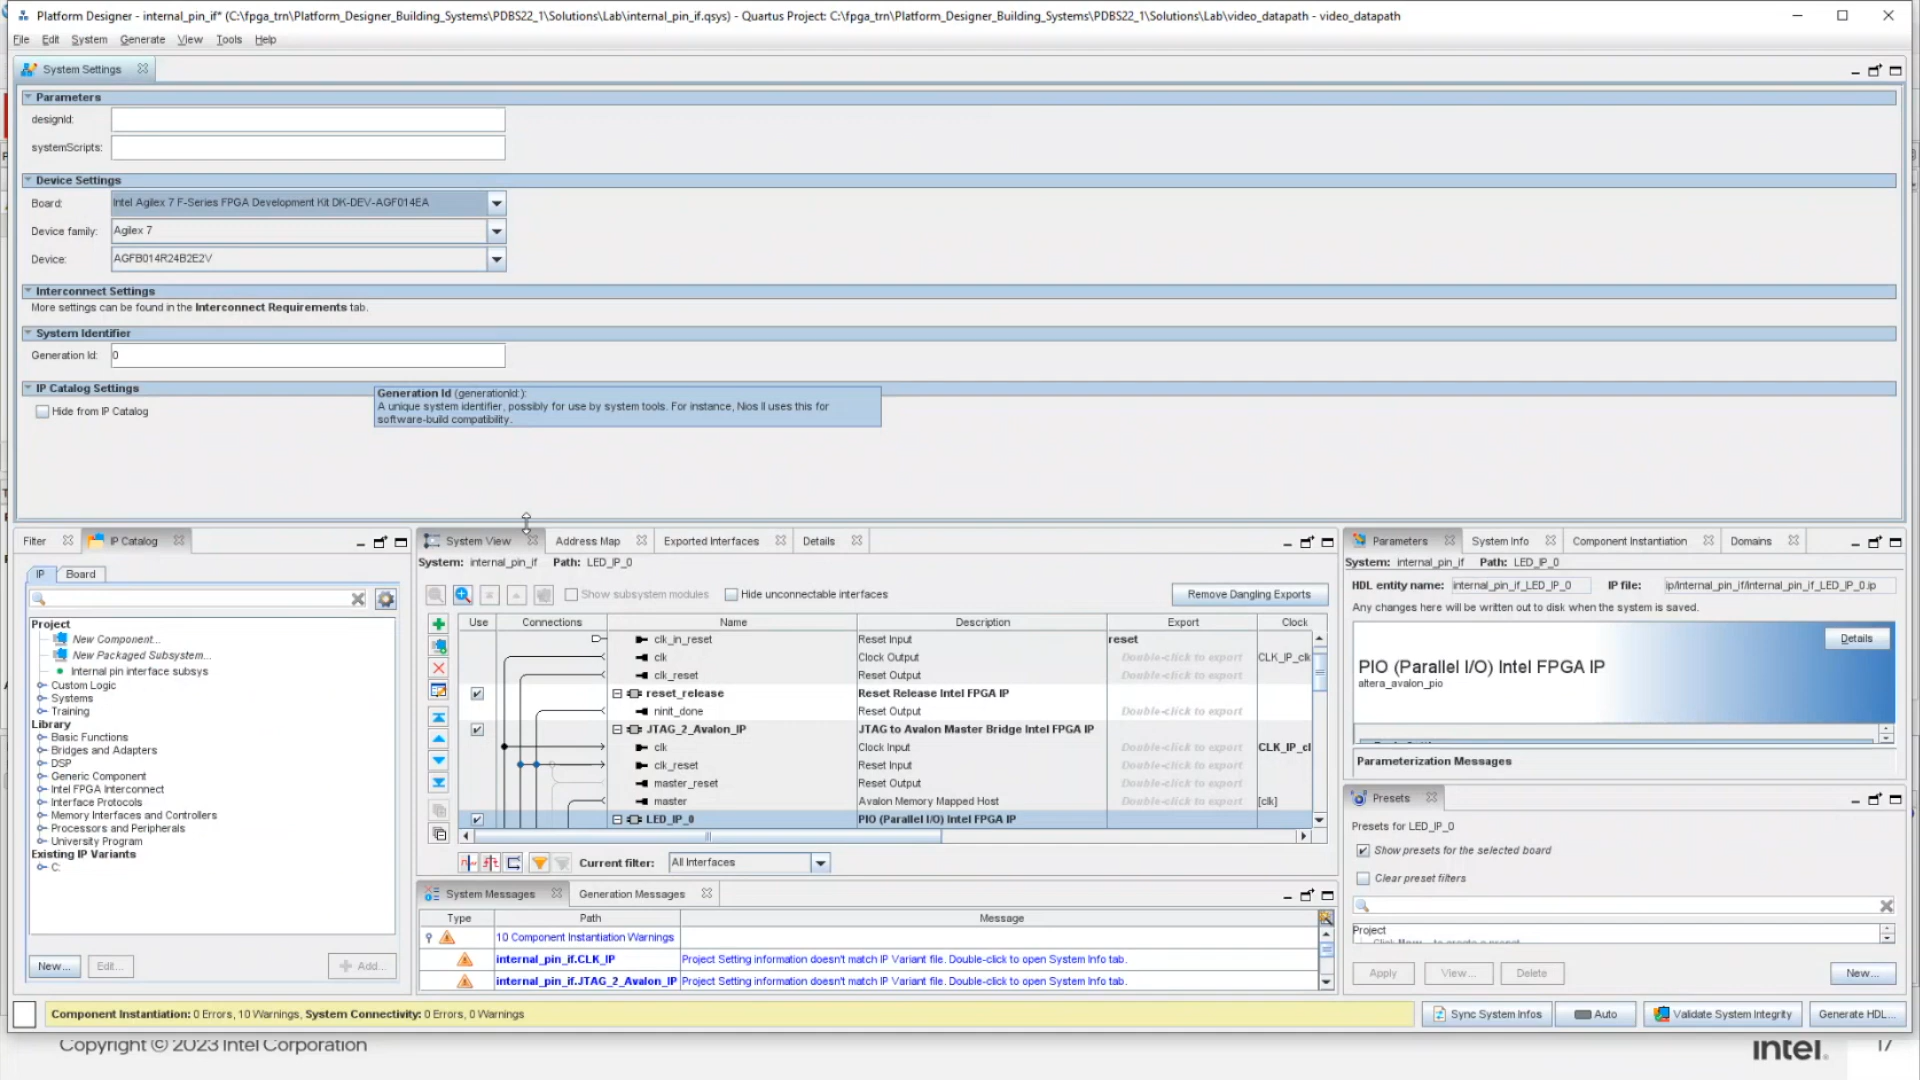 Platform Designer - internal_pin_if* (C:\fpga_trn\Platform_Designer_Building_Systems\PDBS22_1\Solutions\Lab\internal_pin_if.qsys) - Quartus Project: C:\fpga_trn\Platform_Designer_Building_Systems\PDBS22_1\Solutions\Lab\video_datapath - video_datapath
File Edit System Generate View Tools Help
System Settings
Parameters
designId:
systemScripts:
Device Settings
Board: Intel Agilex 7 F-Series FPGA Development Kit DK-DEV-AGF014EA
Device family: Agilex 7
Device: AGFB014R24B2E2V
Interconnect Settings
More settings can be found in the Interconnect Requirements tab.
System Identifier
Generation Id: 0
IP Catalog Settings
Hide from IP Catalog
Generation Id (generationId:):
A unique system identifier, possibly for use by system tools. For instance, Nios II uses this for
software-build compatibility.
Filter IP Catalog
IP Board
Project
New Component...
New Packaged Subsystem...
Internal pin interface subsys
Custom Logic
Systems
Training
Library
Basic Functions
Bridges and Adapters
DSP
Generic Component
Intel FPGA Interconnect
Interface Protocols
Memory Interfaces and Controllers
Processors and Peripherals
University Program
Existing IP Variants
C:
New... Edit... Add...
System View Address Map Exported Interfaces Details
System: internal_pin_if Path: LED_IP_0
Show subsystem modules Hide unconnectable interfaces Remove Dangling Exports
Use Connections Name Description Export Clock
clk_in_reset Reset Input reset
clk Clock Output Double-click to export CLK_IP_clk
clk_reset Reset Output Double-click to export
reset_release Reset Release Intel FPGA IP
ninit_done Reset Output Double-click to export
JTAG_2_Avalon_IP JTAG to Avalon Master Bridge Intel FPGA IP
clk Clock Input Double-click to export CLK_IP_cl
clk_reset Reset Input Double-click to export
master_reset Reset Output Double-click to export
master Avalon Memory Mapped Host Double-click to export [clk]
LED_IP_0 PIO (Parallel I/O) Intel FPGA IP
Current filter: All Interfaces
System Messages Generation Messages
Type Path Message
10 Component Instantiation Warnings
internal_pin_if.CLK_IP Project Setting information doesn't match IP Variant file. Double-click to open System Info tab.
internal_pin_if.JTAG_2_Avalon_IP Project Setting information doesn't match IP Variant file. Double-click to open System Info tab.
Parameters System Info Component Instantiation Domains
System: internal_pin_if Path: LED_IP_0
HDL entity name: internal_pin_if_LED_IP_0 IP file: ip/internal_pin_if/internal_pin_if_LED_IP_0.ip
Any changes here will be written out to disk when the system is saved.
Details
PIO (Parallel I/O) Intel FPGA IP
altera_avalon_pio
Parameterization Messages
Presets
Presets for LED_IP_0
Show presets for the selected board
Clear preset filters
Project
Apply View... Delete New...
Component Instantiation: 0 Errors, 10 Warnings, System Connectivity: 0 Errors, 0 Warnings
Sync System Infos Auto Validate System Integrity Generate HDL...
Copyright © 2023 Intel Corporation
intel. 17